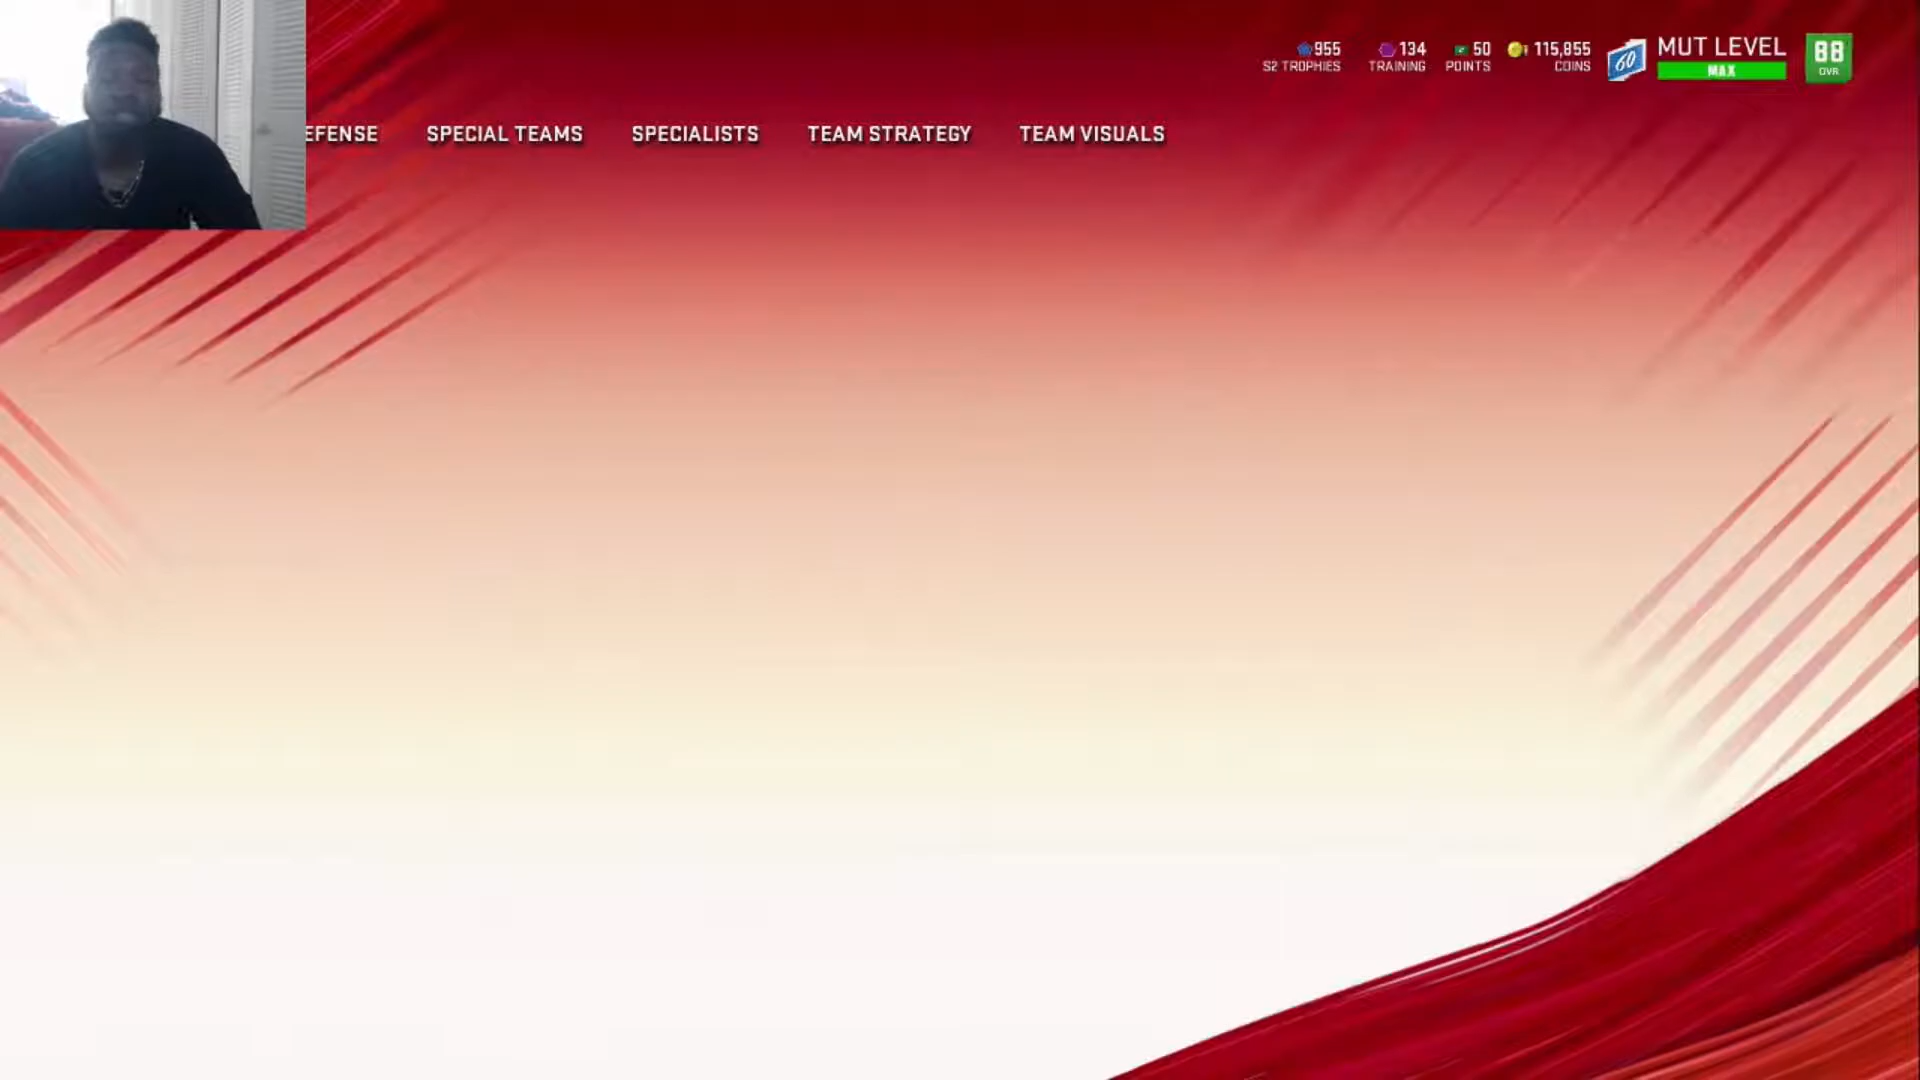 955 134 50 115,855 60 MUT LEVEL 88
S2 TROPHIES TRAINING POINTS COINS MAX OVR
EFENSE SPECIAL TEAMS SPECIALISTS TEAM STRATEGY TEAM VISUALS